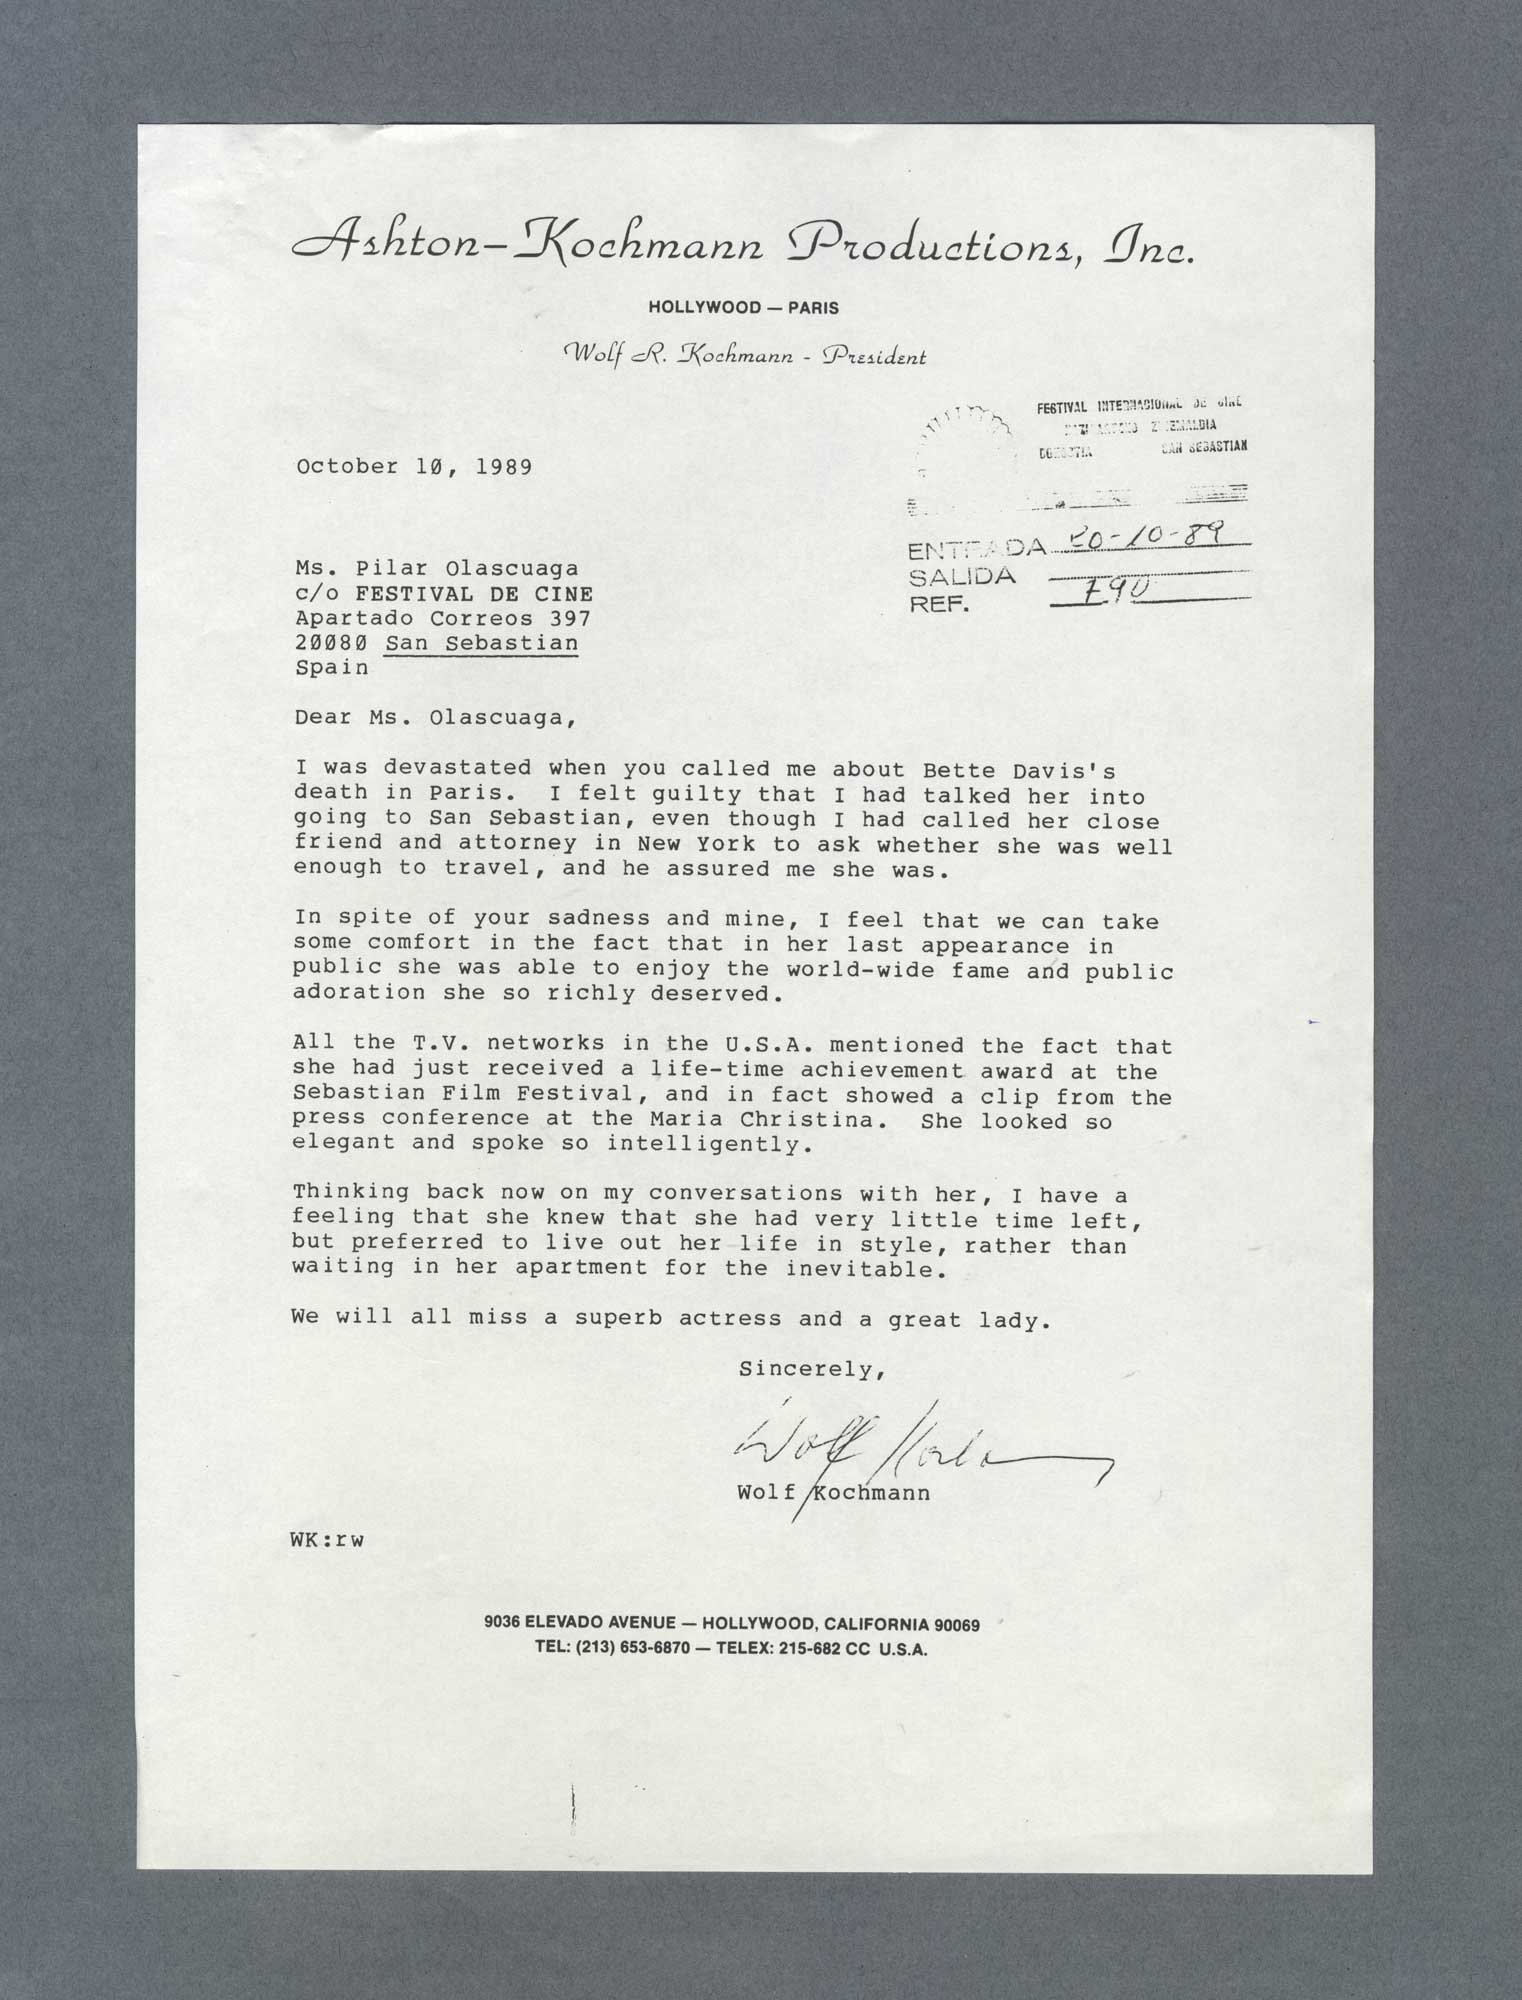 Ashton–Kochmann Productions, Inc.
HOLLYWOOD — PARIS
Wolf R. Kochmann - President
FESTIVAL INTERNACIONAL DE CINE
ZINEMALDIA
DONOSTIA SAN SEBASTIAN
October 10, 1989
ENTRADA 20-10-89
SALIDA
REF. 790
Ms. Pilar Olascuaga
c/o FESTIVAL DE CINE
Apartado Correos 397
20080 San Sebastian
Spain
Dear Ms. Olascuaga,
I was devastated when you called me about Bette Davis's
death in Paris. I felt guilty that I had talked her into
going to San Sebastian, even though I had called her close
friend and attorney in New York to ask whether she was well
enough to travel, and he assured me she was.
In spite of your sadness and mine, I feel that we can take
some comfort in the fact that in her last appearance in
public she was able to enjoy the world-wide fame and public
adoration she so richly deserved.
All the T.V. networks in the U.S.A. mentioned the fact that
she had just received a life-time achievement award at the
Sebastian Film Festival, and in fact showed a clip from the
press conference at the Maria Christina. She looked so
elegant and spoke so intelligently.
Thinking back now on my conversations with her, I have a
feeling that she knew that she had very little time left,
but preferred to live out her life in style, rather than
waiting in her apartment for the inevitable.
We will all miss a superb actress and a great lady.
Sincerely,
Wolf Kochmann
WK:rw
9036 ELEVADO AVENUE — HOLLYWOOD, CALIFORNIA 90069
TEL: (213) 653-6870 — TELEX: 215-682 CC U.S.A.